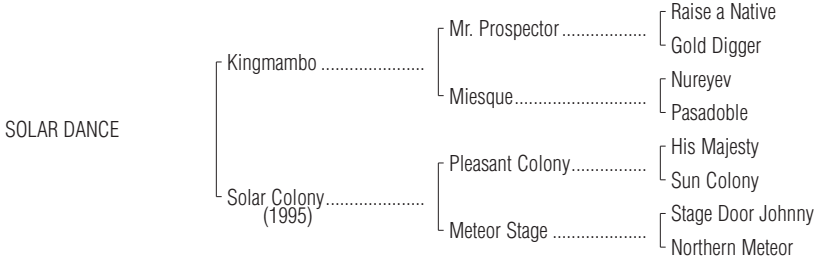 Raise a Native
Mr. Prospector ..................
Gold Digger
Kingmambo ......................
Nureyev
Miesque............................
Pasadoble
SOLAR DANCE
His Majesty
Pleasant Colony................
Sun Colony
Solar Colony.....................
(1995)
Stage Door Johnny
Meteor Stage ....................
Northern Meteor